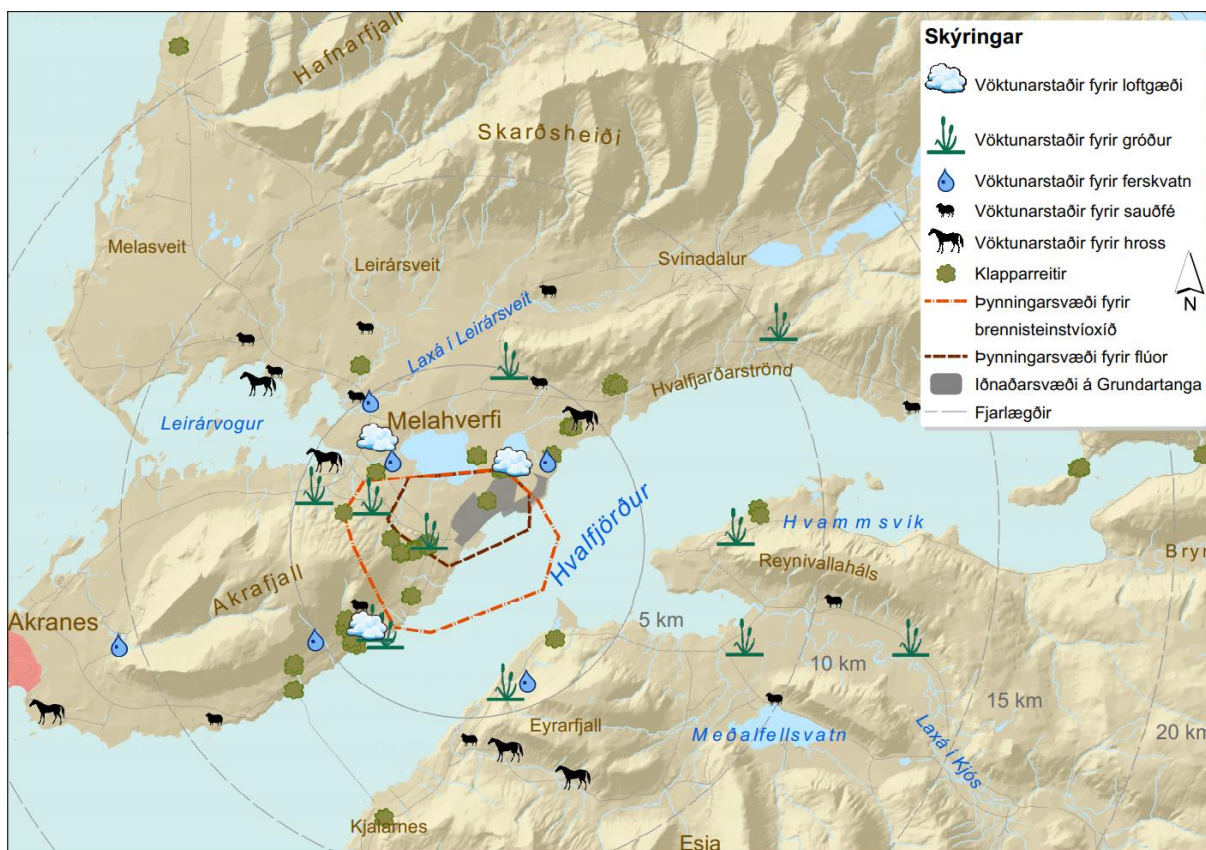 Hafnarfjall
Skarðsheiði
Melasveit
Leirársveit
Svínadalur
Laxá í Leirársveit
Hvalfjarðarströnd
Leirárvogur
Melahverfi
Hvalfjörður
Hvammsvík
Reynivallaháls
Bryn
Akrafjall
Akranes
5 km
10 km
15 km
20 km
Eyrarfjall
Meðalfellsvatn
Laxá í Kjós
Kjalarnes
Esja
Skýringar
Vöktunarstaðir fyrir loftgæði
Vöktunarstaðir fyrir gróður
Vöktunarstaðir fyrir ferskvatn
Vöktunarstaðir fyrir sauðfé
Vöktunarstaðir fyrir hross
Klapparreitir
Þynningarsvæði fyrir
brennisteinstvíoxíð
Þynningarsvæði fyrir flúor
Iðnaðarsvæði á Grundartanga
Fjarlægðir
N